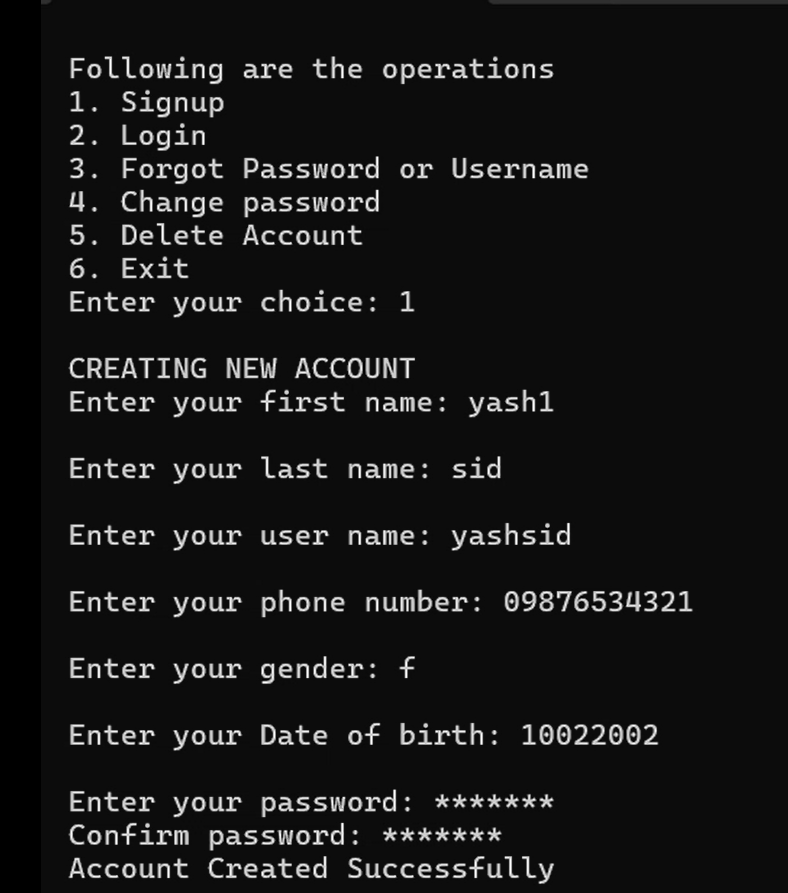 Following are the operations
1. Signup
2. Login
3. Forgot Password or Username
4. Change password
5. Delete Account
6. Exit
Enter your choice: 1
CREATING NEW ACCOUNT
Enter your first name: yash1
Enter your last name: sid
Enter your user name: yashsid
Enter your phone number: 09876534321
Enter your gender: f
Enter your Date of birth: 10022002
Enter your password: *******
Confirm password: *******
Account Created Successfully